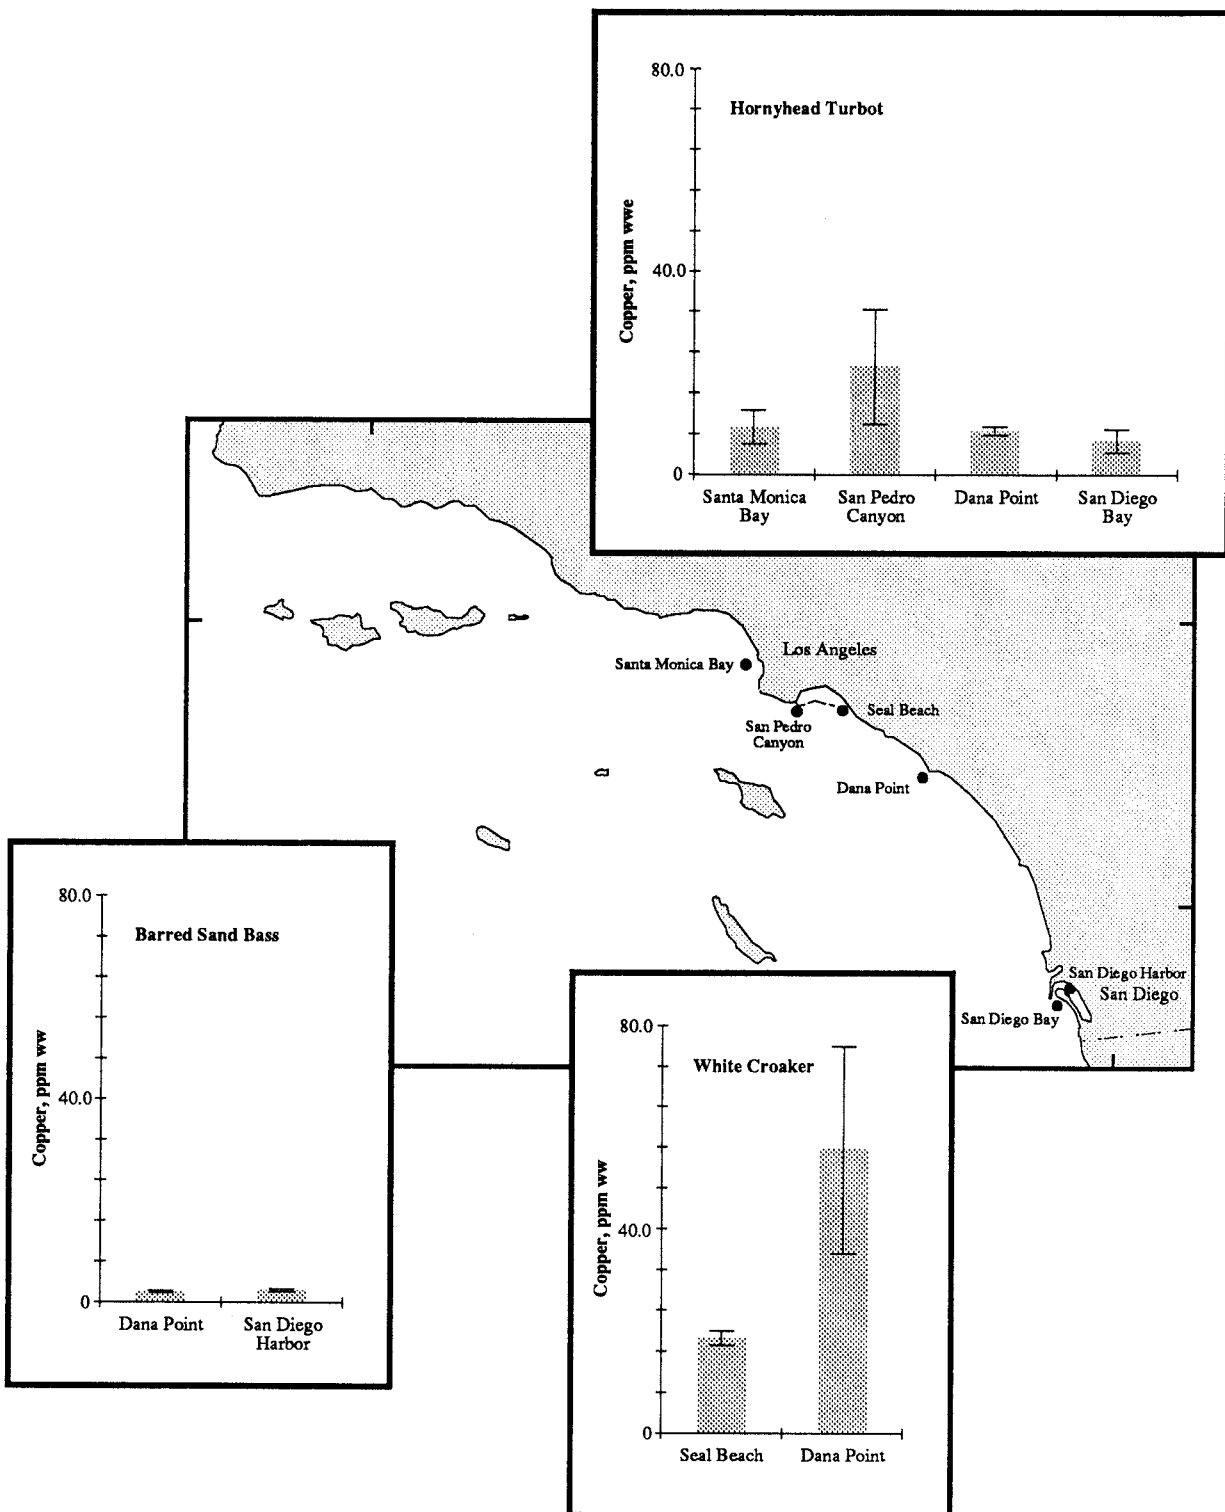 80.0
Hornyhead Turbot
Copper, ppm wwe
40.0
0
Santa Monica
Bay
San Pedro
Canyon
Dana Point
San Diego
Bay
Los Angeles
Santa Monica Bay
Seal Beach
San Pedro
Canyon
Dana Point
San Diego Harbor
San Diego
San Diego Bay
80.0
Barred Sand Bass
Copper, ppm ww
40.0
0
Dana Point
San Diego
Harbor
80.0
White Croaker
Copper, ppm ww
40.0
0
Seal Beach
Dana Point